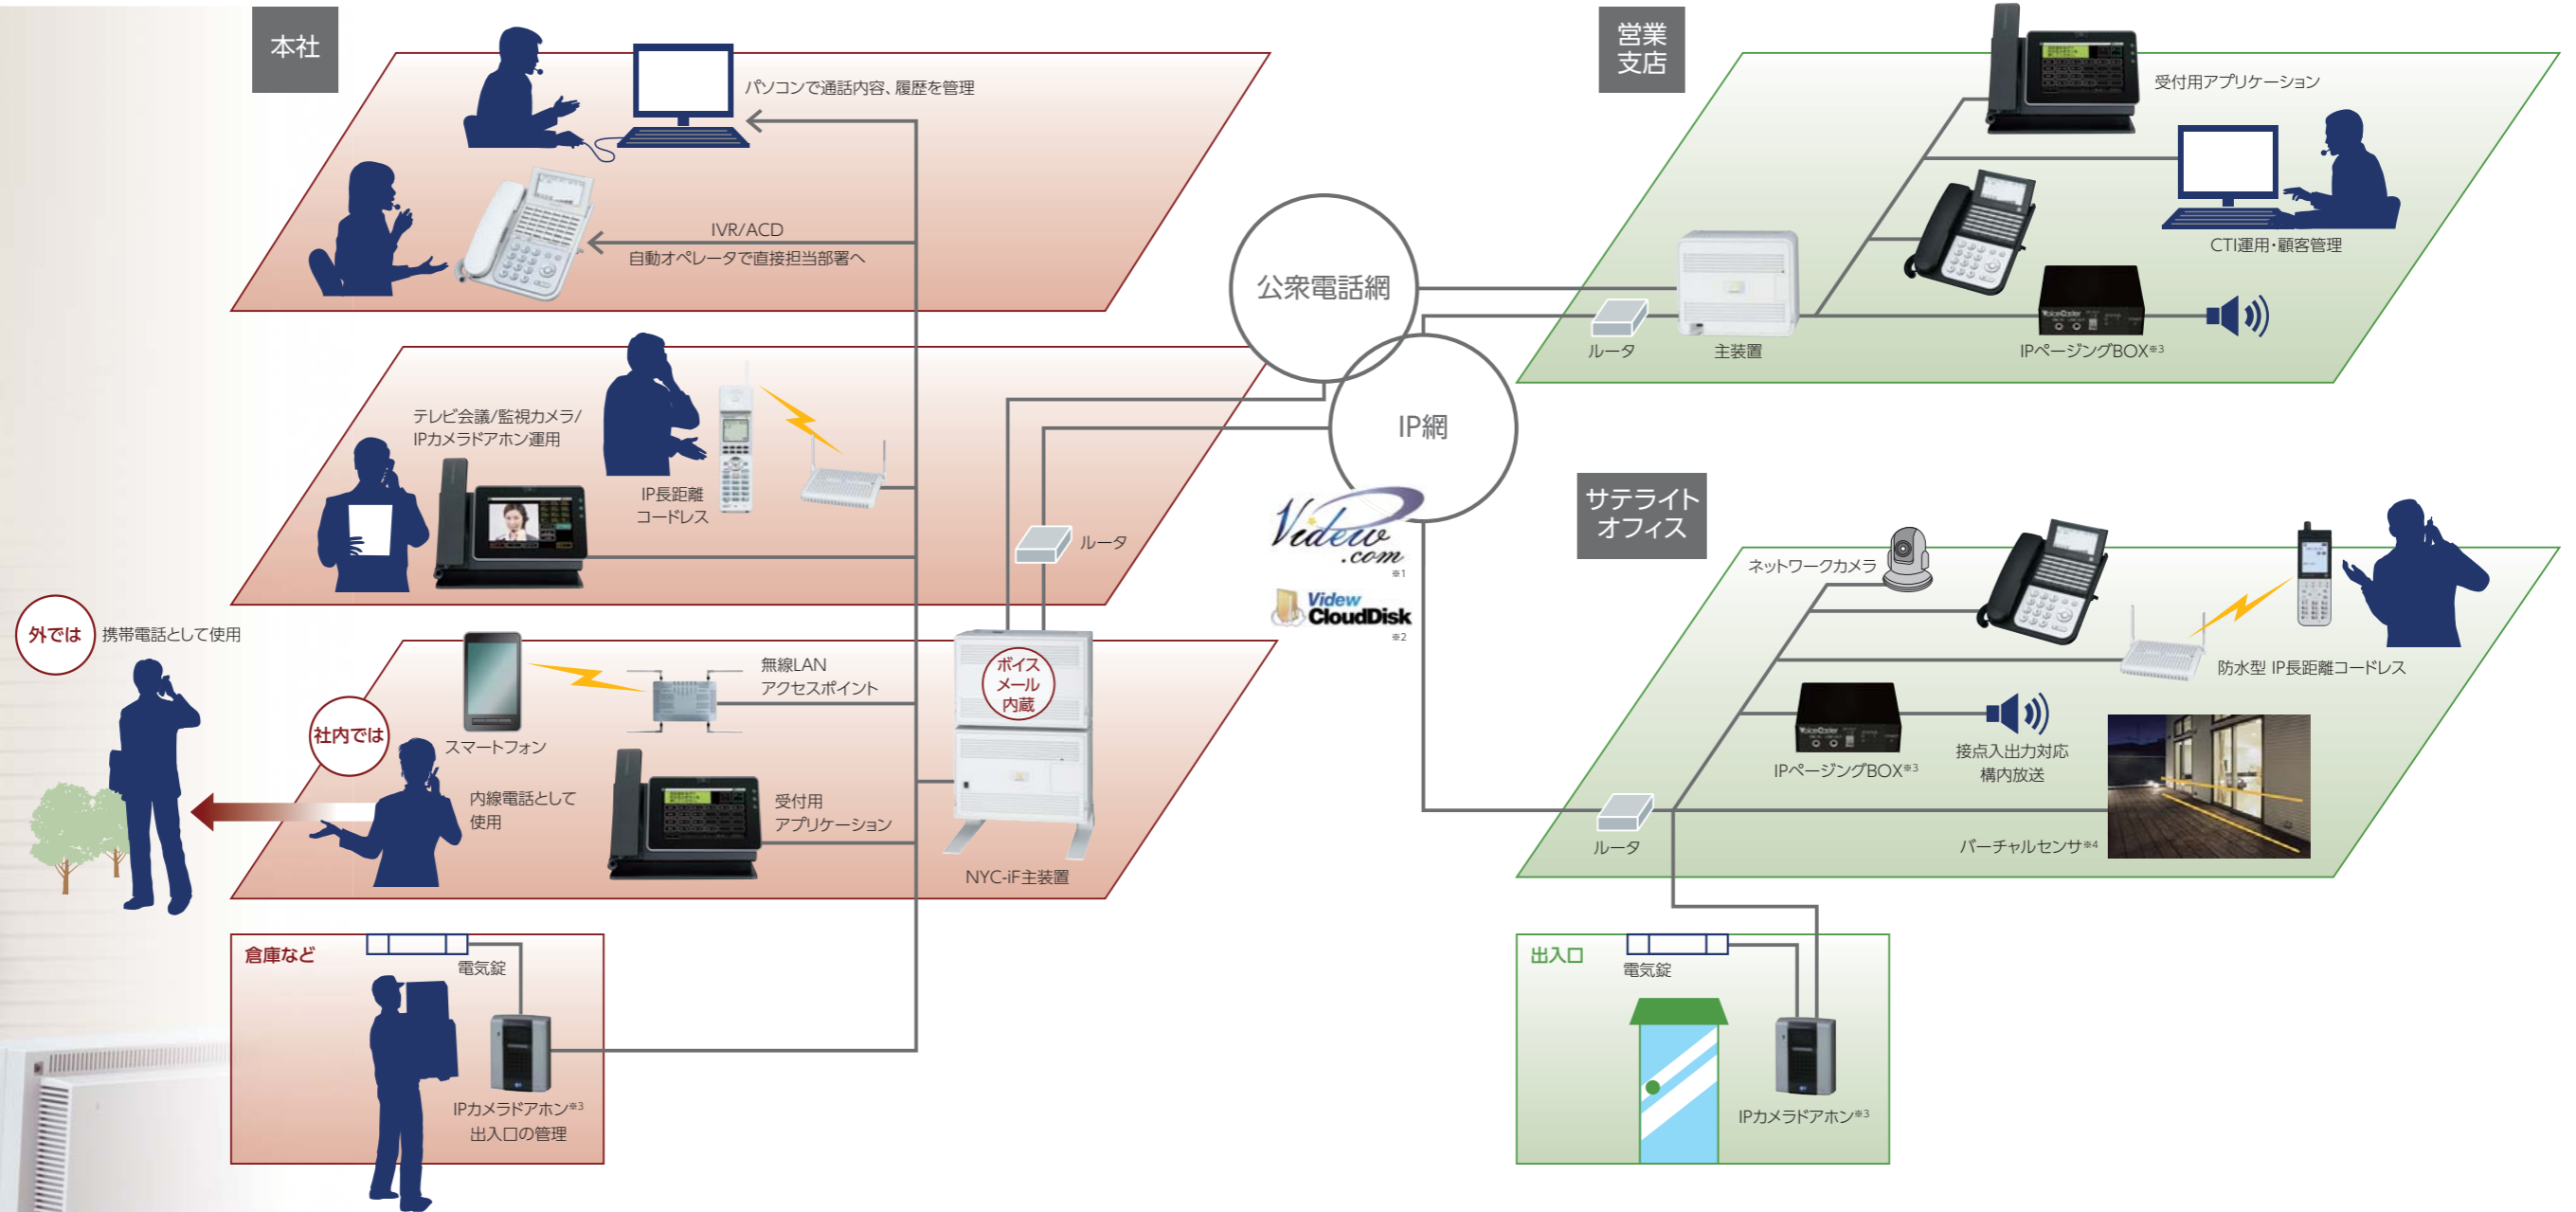 本社
パソコンで通話内容、履歴を管理
IVR/ACD
自動オペレータで直接担当部署へ
テレビ会議/監視カメラ/
IPカメラドアホン運用
IP長距離
コードレス
ルータ
外では
携帯電話として使用
社内では
スマートフォン
無線LAN
アクセスポイント
内線電話として
使用
受付用
アプリケーション
ボイス
メール
内蔵
NYC-iF主装置
倉庫など
電気錠
IPカメラドアホン※3
出入口の管理
公衆電話網
IP網
Videw
.com
※1
Videw
CloudDisk
※2
営業
支店
受付用アプリケーション
CTI運用・顧客管理
ルータ
主装置
VoiceCaster
IPページングBOX※3
サテライト
オフィス
ネットワークカメラ
防水型 IP長距離コードレス
VoiceCaster
IPページングBOX※3
接点入出力対応
構内放送
ルータ
バーチャルセンサ※4
出入口
電気錠
IPカメラドアホン※3